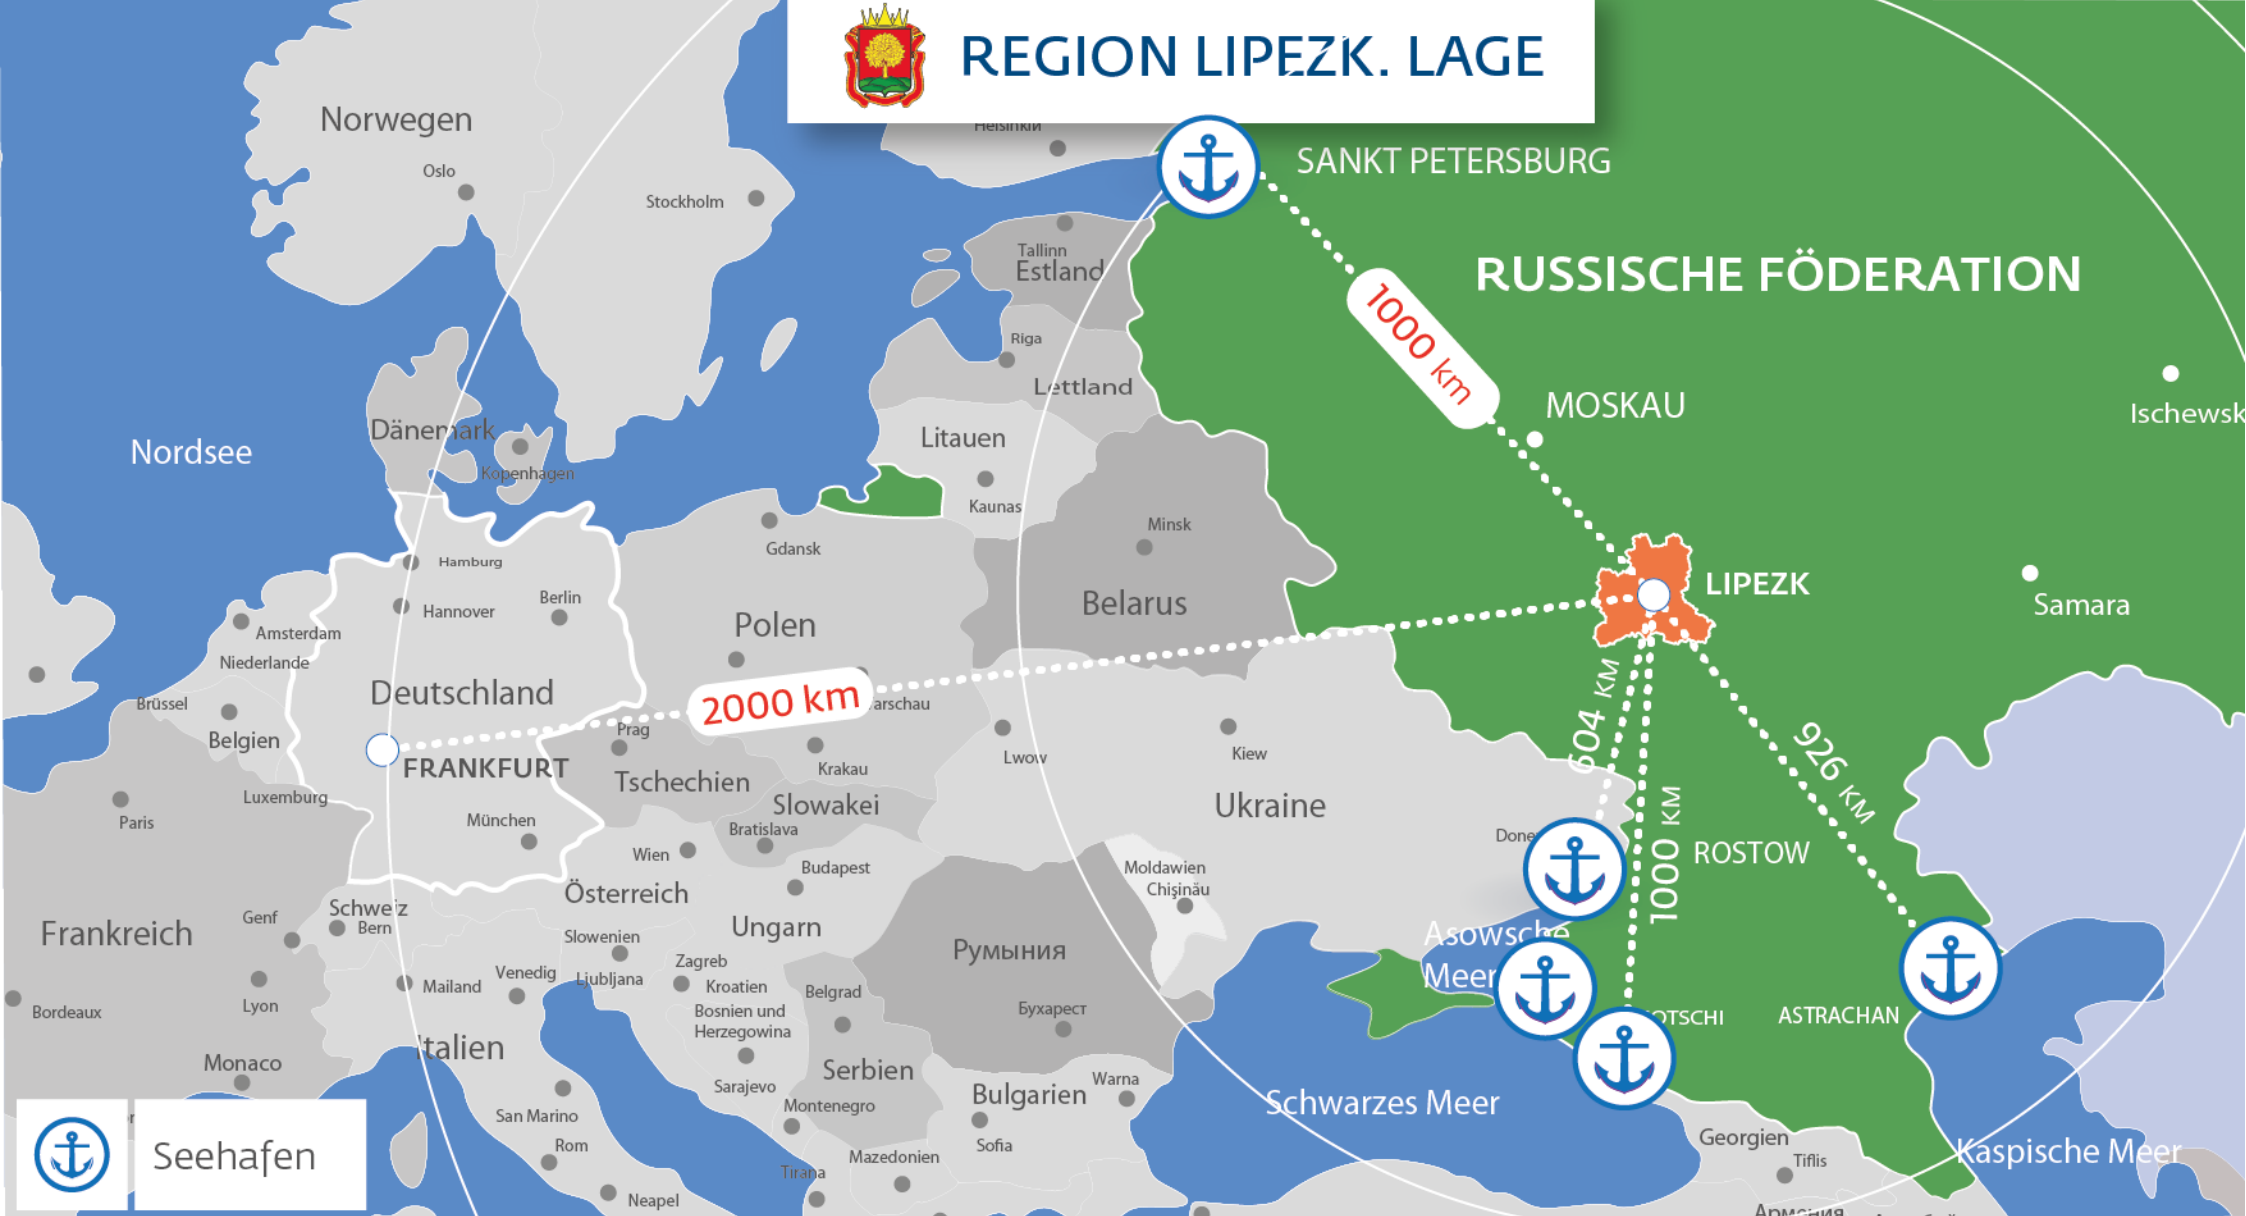 REGION LIPEZK. LAGE
Norwegen
Oslo
Stockholm
Helsinkiи
SANKT PETERSBURG
Tallinn
Estland
RUSSISCHE FÖDERATION
1000 km
Riga
Lettland
MOSKAU
Ischewsk
Nordsee
Dänemark
Kopenhagen
Litauen
Kaunas
Gdansk
Minsk
Hamburg
Berlin
Hannover
Belarus
LIPEZK
Samara
Amsterdam
Niederlande
Polen
Deutschland
2000 km
arschau
Brüssel
Belgien
Prag
604 KM
926 KM
FRANKFURT
Lwow
Kiew
Krakau
Tschechien
Luxemburg
Slowakei
Ukraine
1000 KM
Paris
München
Bratislava
Done
ROSTOW
Wien
Budapest
Moldawien
Chişinău
Österreich
Schweiz
Genf
Bern
Frankreich
Ungarn
Slowenien
Asowsche
Meer
Румыния
Zagreb
Venedig
Ljubljana
Kroatien
Mailand
Belgrad
Lyon
Bordeaux
Bosnien und
Herzegowina
Бухарест
OTSCHI
ASTRACHAN
Italien
Monaco
Serbien
Sarajevo
Warna
Bulgarien
Schwarzes Meer
Montenegro
San Marino
Georgien
Sofia
Rom
Seehafen
Mazedonien
Tiflis
Kaspische Meer
Tirana
Neapel
Армения